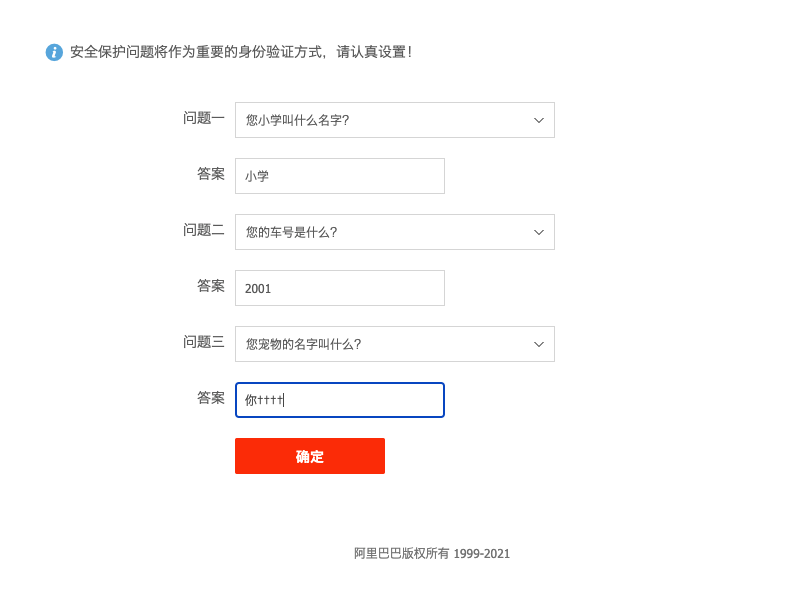 安全保护问题将作为重要的身份验证方式，请认真设置！
问题一 您小学叫什么名字？
答案 小学
问题二 您的车号是什么？
答案 2001
问题三 您宠物的名字叫什么？
答案 你††††
确定
阿里巴巴版权所有 1999-2021